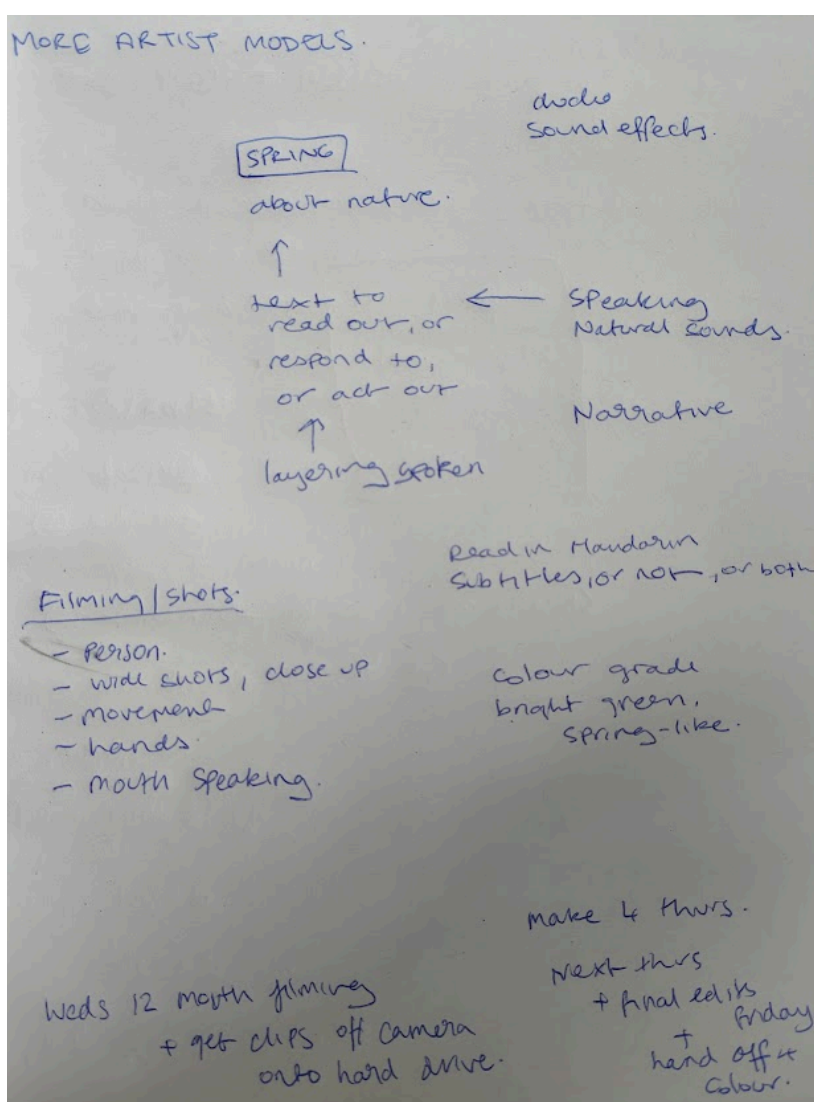 MORE ARTIST MODELS.
audio
sound effects.
SPRING
about nature.
text to
read out, or
respond to,
or act out
Speaking
Natural sounds.
Narrative
layering spoken
Read in Mandarin
Subtitles, or not, or both
Filming/shots.
- Person.
- wide shots, close up
- movement
- hands.
- mouth speaking.
colour grade
bright green,
spring-like.
make 4 thurs.
Next thurs
+ final edits
friday
+
hand off 4
colour.
Weds 12 mouth filming
+ get clips off camera
onto hard drive.